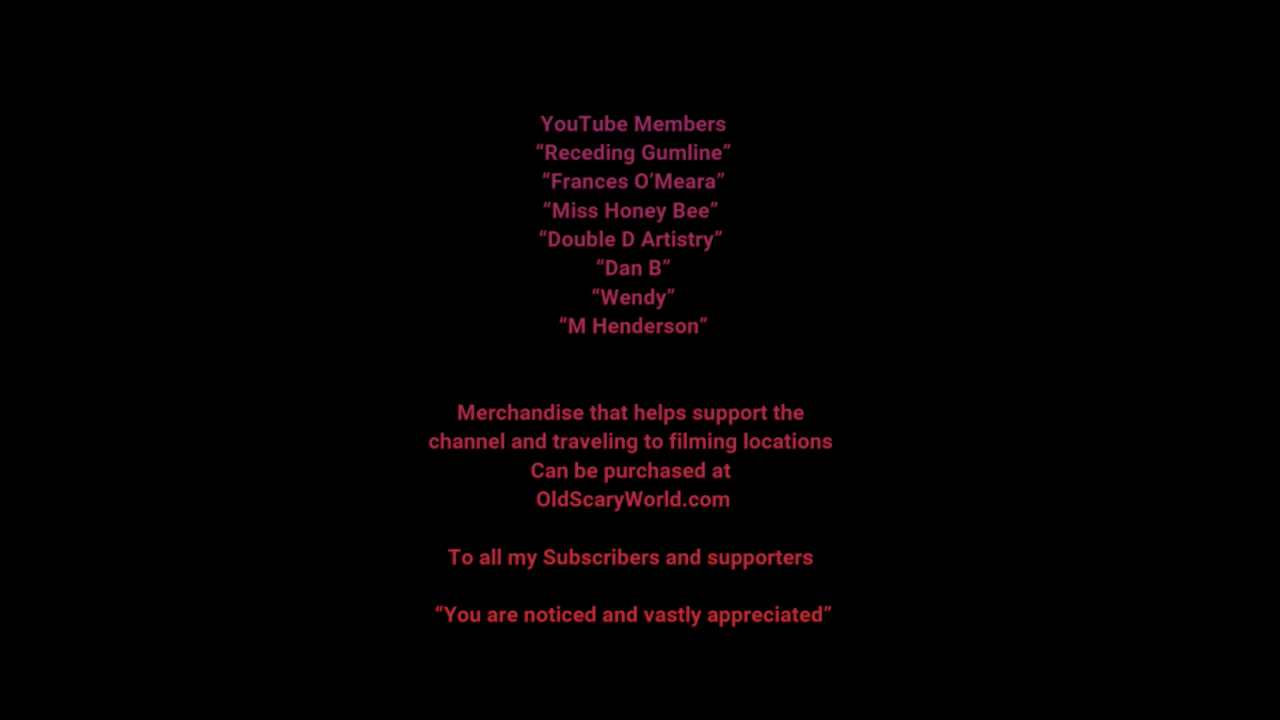 YouTube Members
“Receding Gumline”
“Frances O’Meara”
“Miss Honey Bee”
“Double D Artistry”
“Dan B”
“Wendy”
“M Henderson”
Merchandise that helps support the
channel and traveling to filming locations
Can be purchased at
OldScaryWorld.com
To all my Subscribers and supporters
“You are noticed and vastly appreciated”